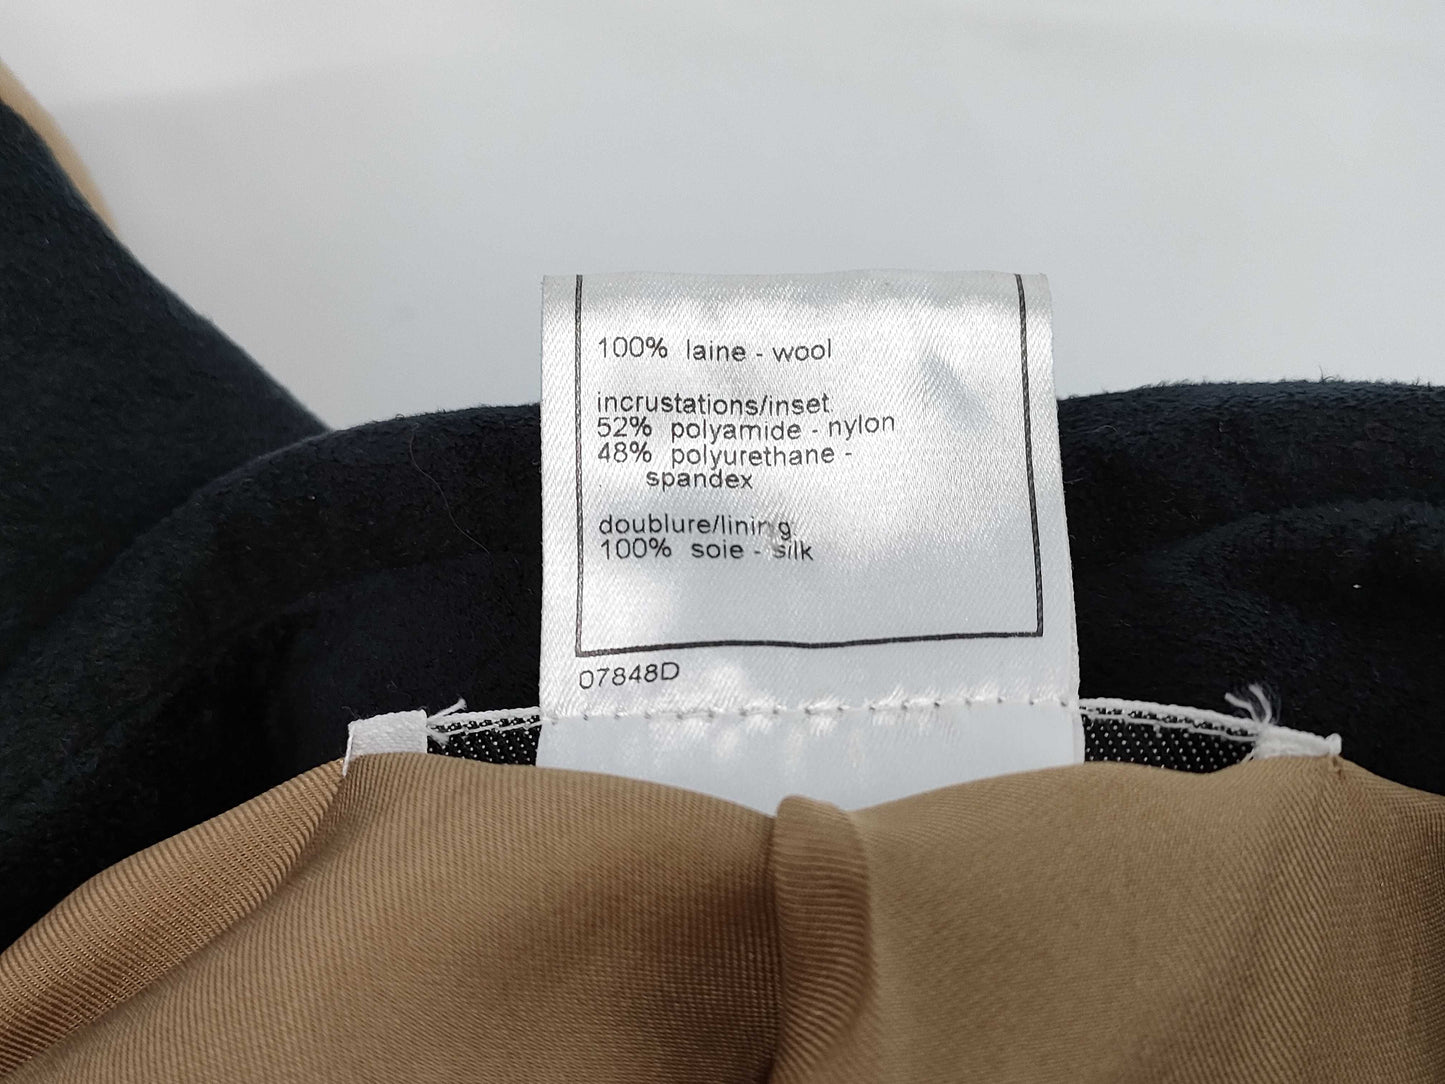 100% laine - wool
incrustations/inset
52% polyamide - nylon
48% polyurethane -
spandex
doublure/lining
100% soie - silk
07848D